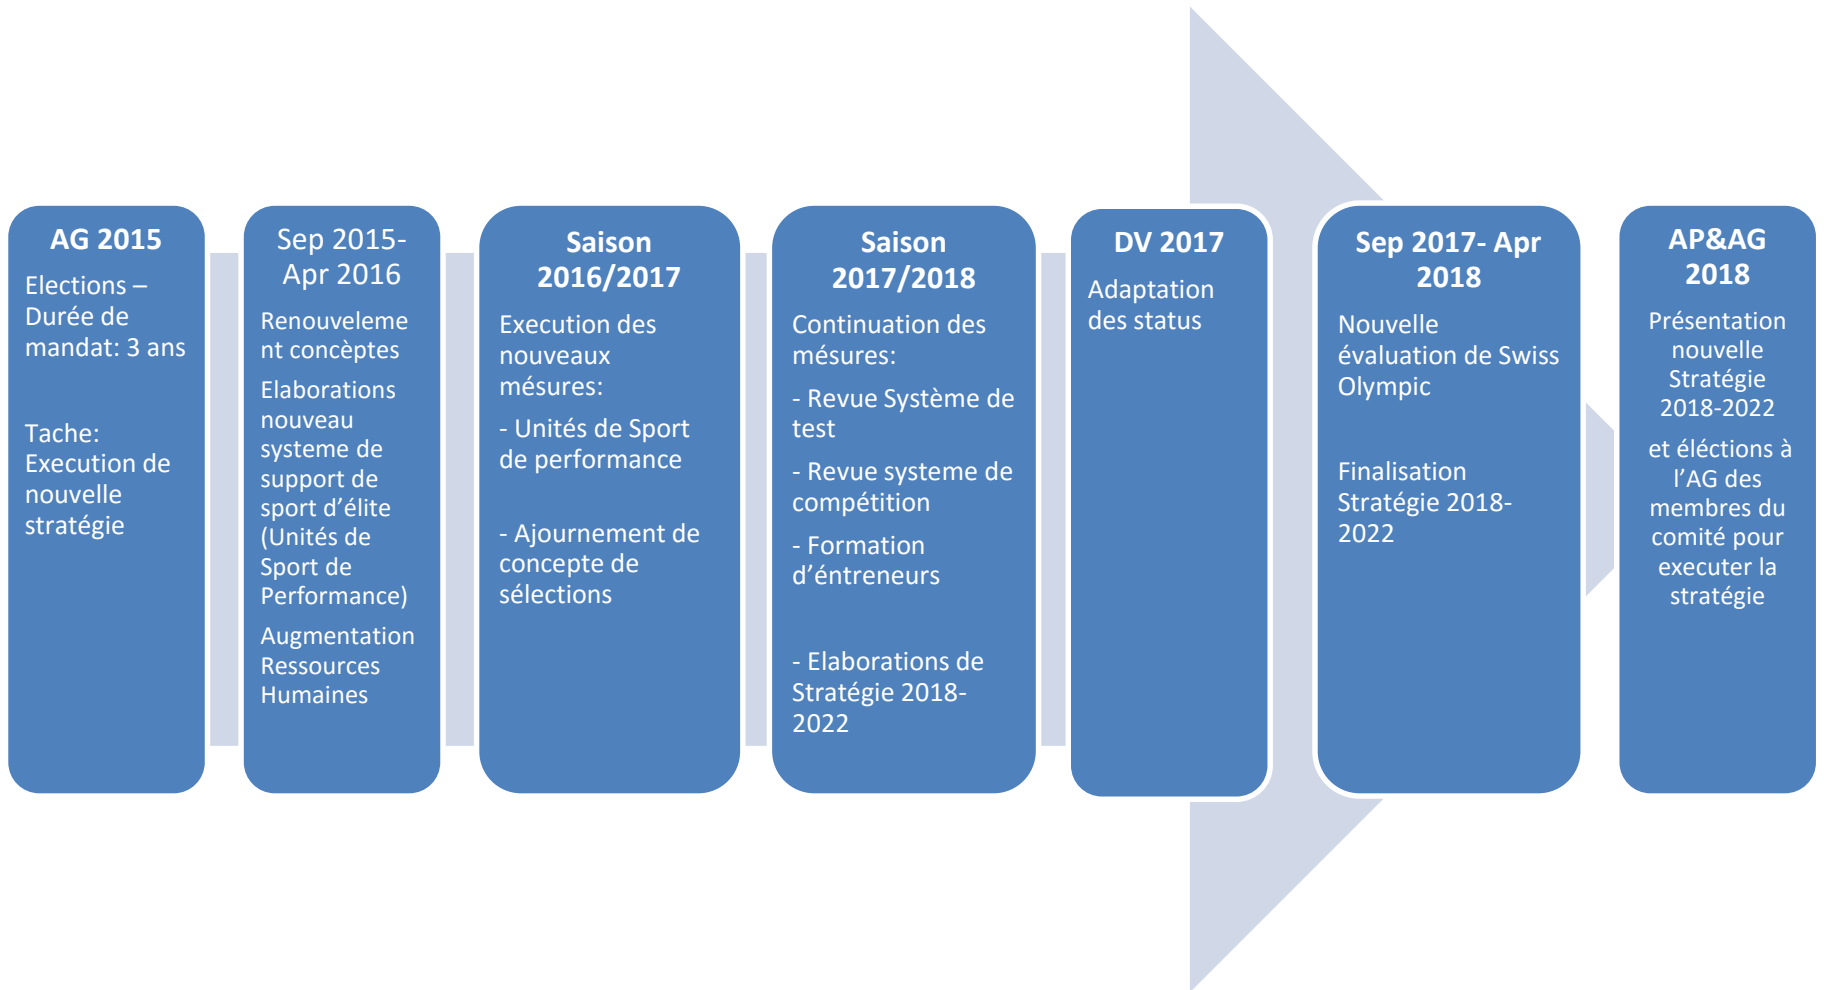 AG 2015
Elections –
Durée de
mandat: 3 ans
Tache:
Execution de
nouvelle
stratégie
Sep 2015-
Apr 2016
Renouveleme
nt concèptes
Elaborations
nouveau
systeme de
support de
sport d’élite
(Unités de
Sport de
Performance)
Augmentation
Ressources
Humaines
Saison
2016/2017
Execution des
nouveaux
mésures:
- Unités de Sport
de performance
- Ajournement de
concepte de
sélections
Saison
2017/2018
Continuation des
mésures:
- Revue Système de
test
- Revue systeme de
compétition
- Formation
d’éntreneurs
- Elaborations de
Stratégie 2018-
2022
DV 2017
Adaptation
des status
Sep 2017- Apr
2018
Nouvelle
évaluation de Swiss
Olympic
Finalisation
Stratégie 2018-
2022
AP&AG
2018
Présentation
nouvelle
Stratégie
2018-2022
et éléctions à
l’AG des
membres du
comité pour
executer la
stratégie